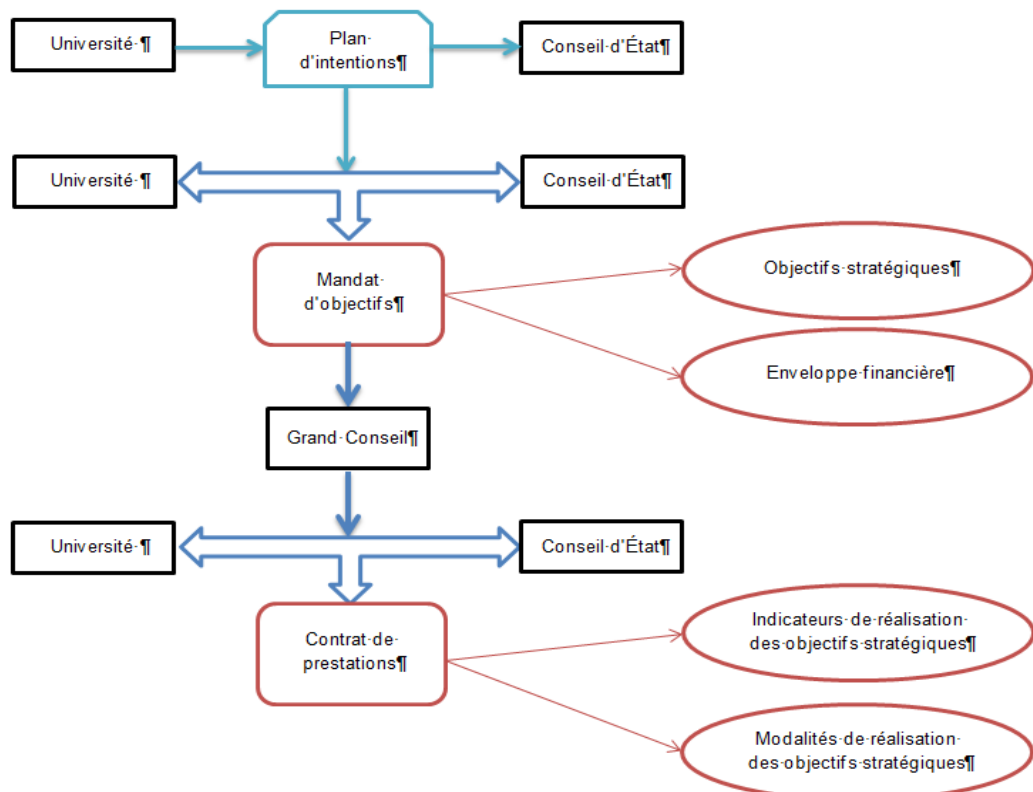 Université·¶
Plan·
d'intentions¶
Conseil·d'État¶
Université·¶
Conseil·d'État¶
Mandat·
d'objectifs¶
Objectifs·stratégiques¶
Enveloppe·financière¶
Grand·Conseil¶
Université·¶
Conseil·d'État¶
Contrat·de·
prestations¶
Indicateurs·de·réalisation·
des·objectifs·stratégiques¶
Modalités·de·réalisation·
des·objectifs·stratégiques¶